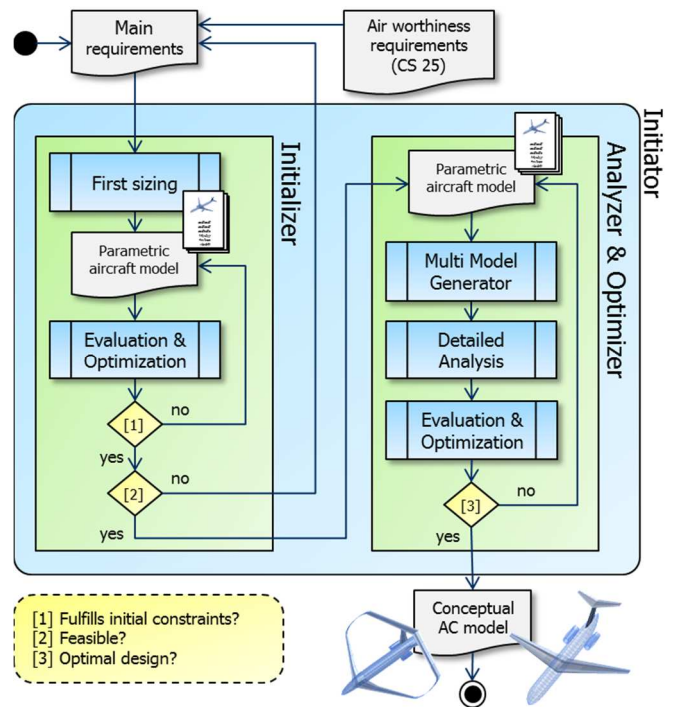 Main
requirements
Air worthiness
requirements
(CS 25)
Initiator
Initializer
First sizing
Parametric
aircraft model
Evaluation &
Optimization
[1]
no
yes
[2]
no
yes
Analyzer & Optimizer
Parametric
aircraft model
Multi Model
Generator
Detailed
Analysis
Evaluation &
Optimization
[3]
no
yes
Conceptual
AC model
[1] Fulfills initial constraints?
[2] Feasible?
[3] Optimal design?